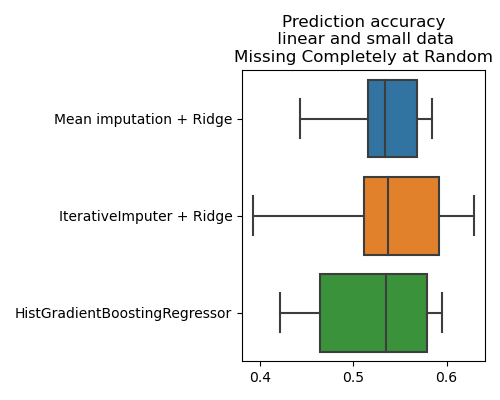 Prediction accuracy
linear and small data
Missing Completely at Random
Mean imputation + Ridge
IterativeImputer + Ridge
HistGradientBoostingRegressor
0.4 0.5 0.6